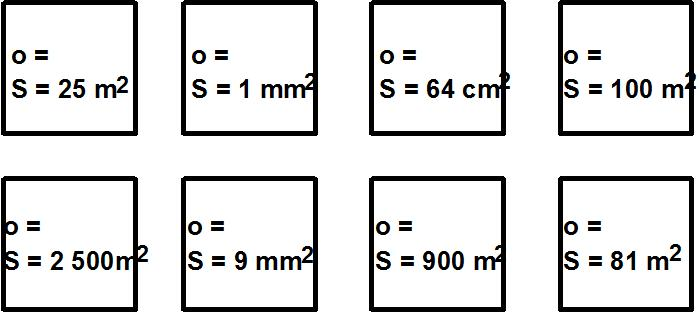 o =
S = 25 m²
o =
S = 1 mm²
o =
S = 64 cm²
o =
S = 100 m²
o =
S = 2 500m²
o =
S = 9 mm²
o =
S = 900 m²
o =
S = 81 m²